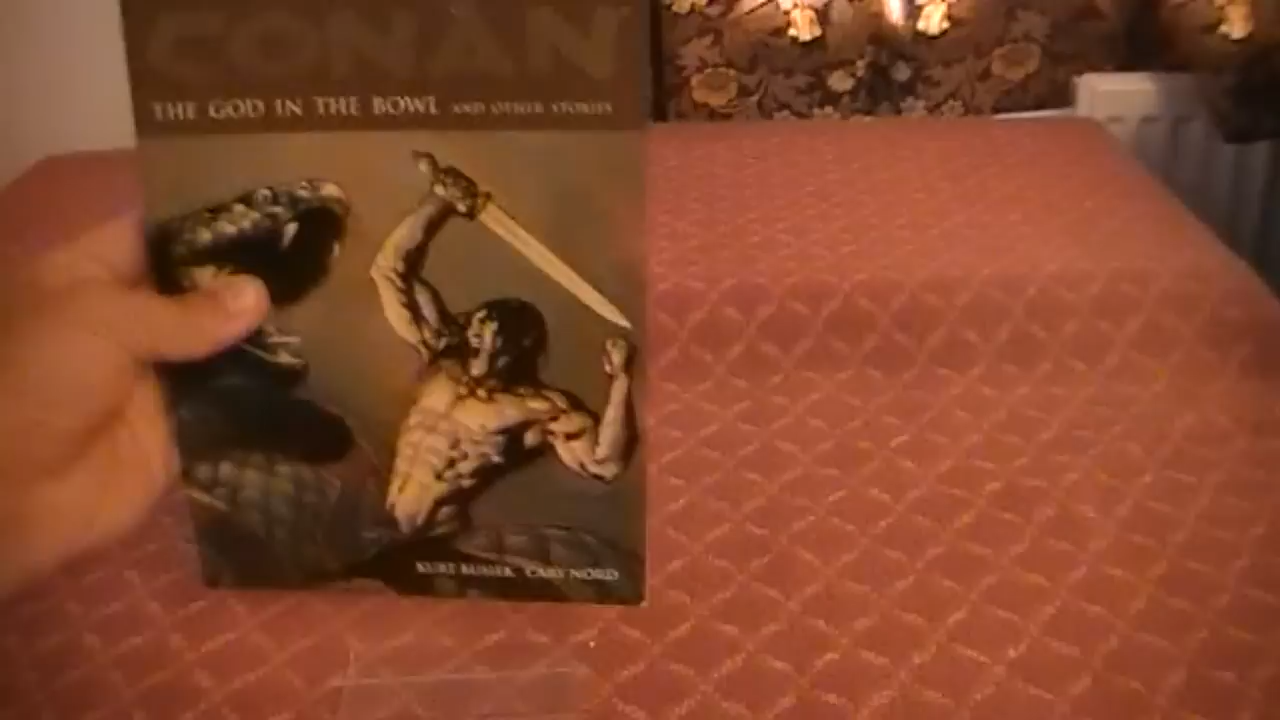 CONAN
THE GOD IN THE BOWL AND OTHER STORIES
KURT BUSIEK CARY NORD